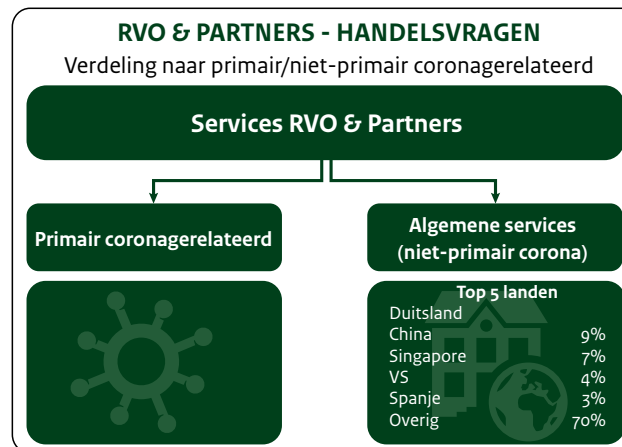 RVO & PARTNERS - HANDELSVRAGEN
Verdeling naar primair/niet-primair coronagerelateerd
Services RVO & Partners
Primair coronagerelateerd
Algemene services
(niet-primair corona)
Top 5 landen
Duitsland
China 9%
Singapore 7%
VS 4%
Spanje 3%
Overig 70%